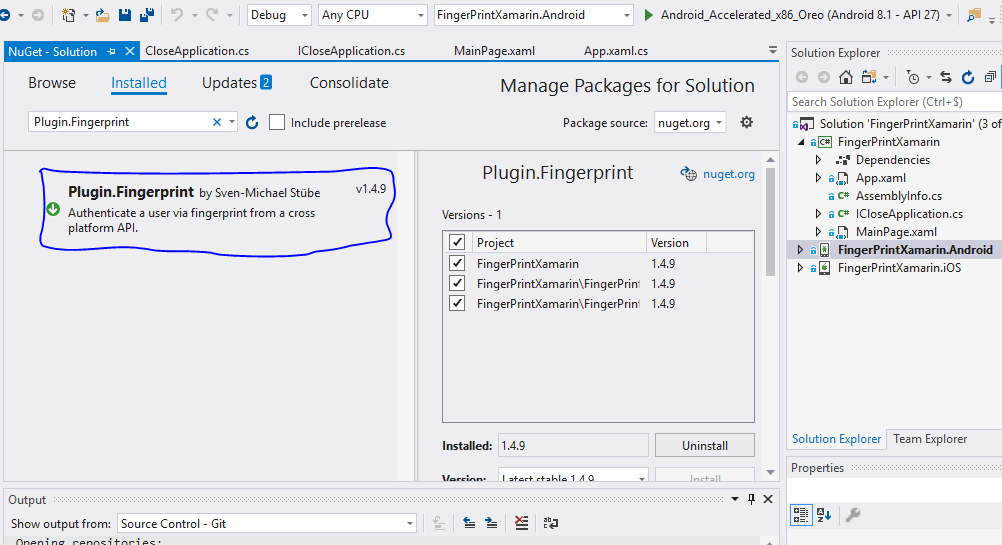 Debug
Any CPU
FingerPrintXamarin.Android
Android_Accelerated_x86_Oreo (Android 8.1 - API 27)
NuGet - Solution
CloseApplication.cs
ICloseApplication.cs
MainPage.xaml
App.xaml.cs
Browse
Installed
Updates 2
Consolidate
Manage Packages for Solution
Plugin.Fingerprint
Include prerelease
Package source: nuget.org
Plugin.Fingerprint by Sven-Michael Stübe
v1.4.9
Authenticate a user via fingerprint from a cross
platform API.
Plugin.Fingerprint
nuget.org
Versions - 1
Project Version
FingerPrintXamarin 1.4.9
FingerPrintXamarin\FingerPrint 1.4.9
FingerPrintXamarin\FingerPrint 1.4.9
Installed: 1.4.9 Uninstall
Version: Latest stable 1.4.9 Install
Solution Explorer
Search Solution Explorer (Ctrl+$)
Solution 'FingerPrintXamarin' (3 of
C# FingerPrintXamarin
Dependencies
App.xaml
C# AssemblyInfo.cs
C# ICloseApplication.cs
MainPage.xaml
FingerPrintXamarin.Android
FingerPrintXamarin.iOS
Solution Explorer Team Explorer
Properties
Output
Show output from: Source Control - Git
Opening repositories: